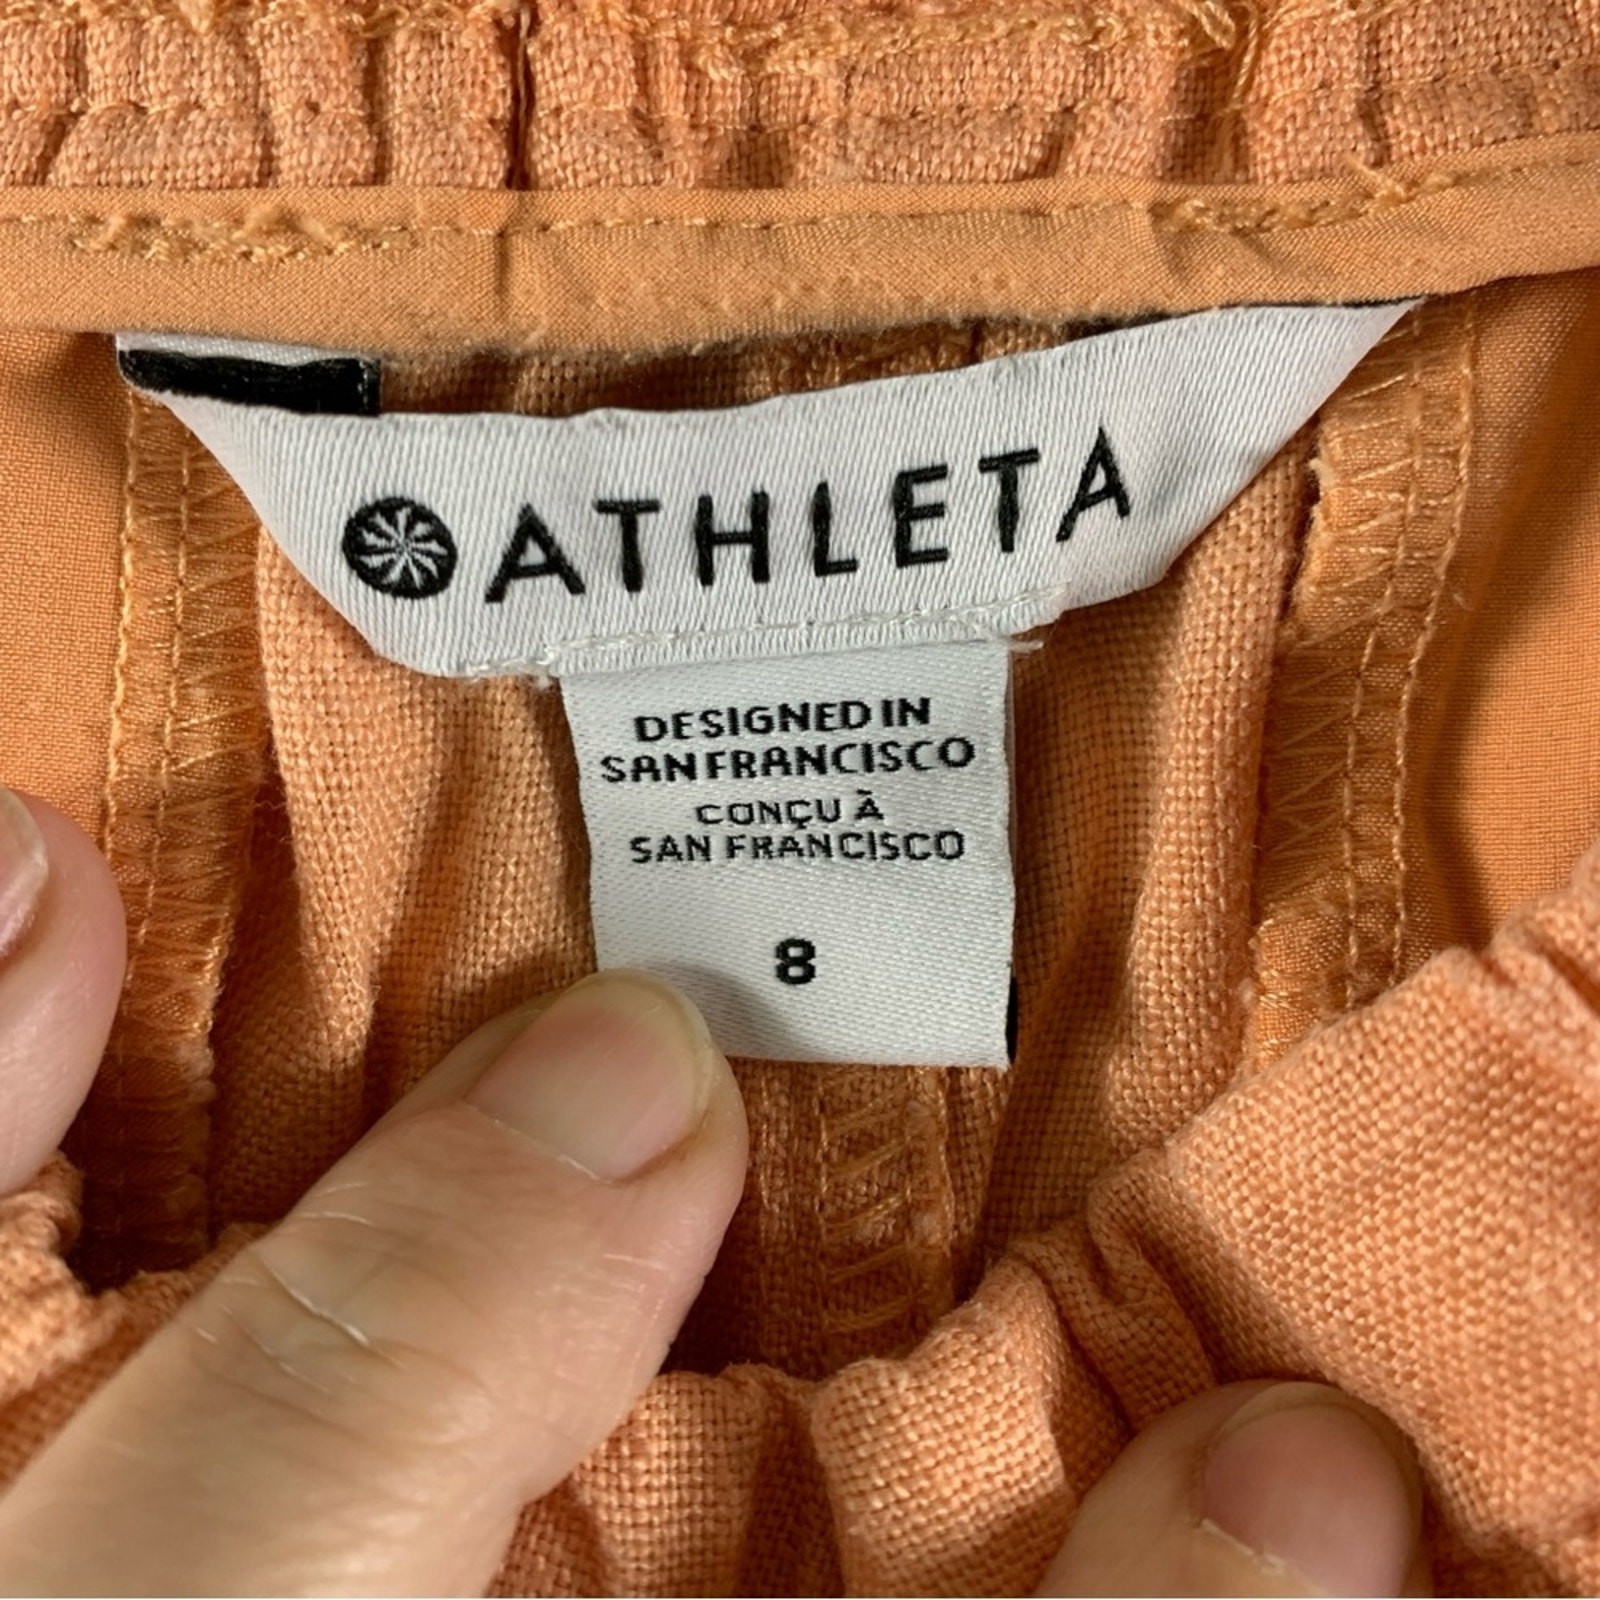 ATHLETA
DESIGNED IN
SAN FRANCISCO
CONÇU À
SAN FRANCISCO
8